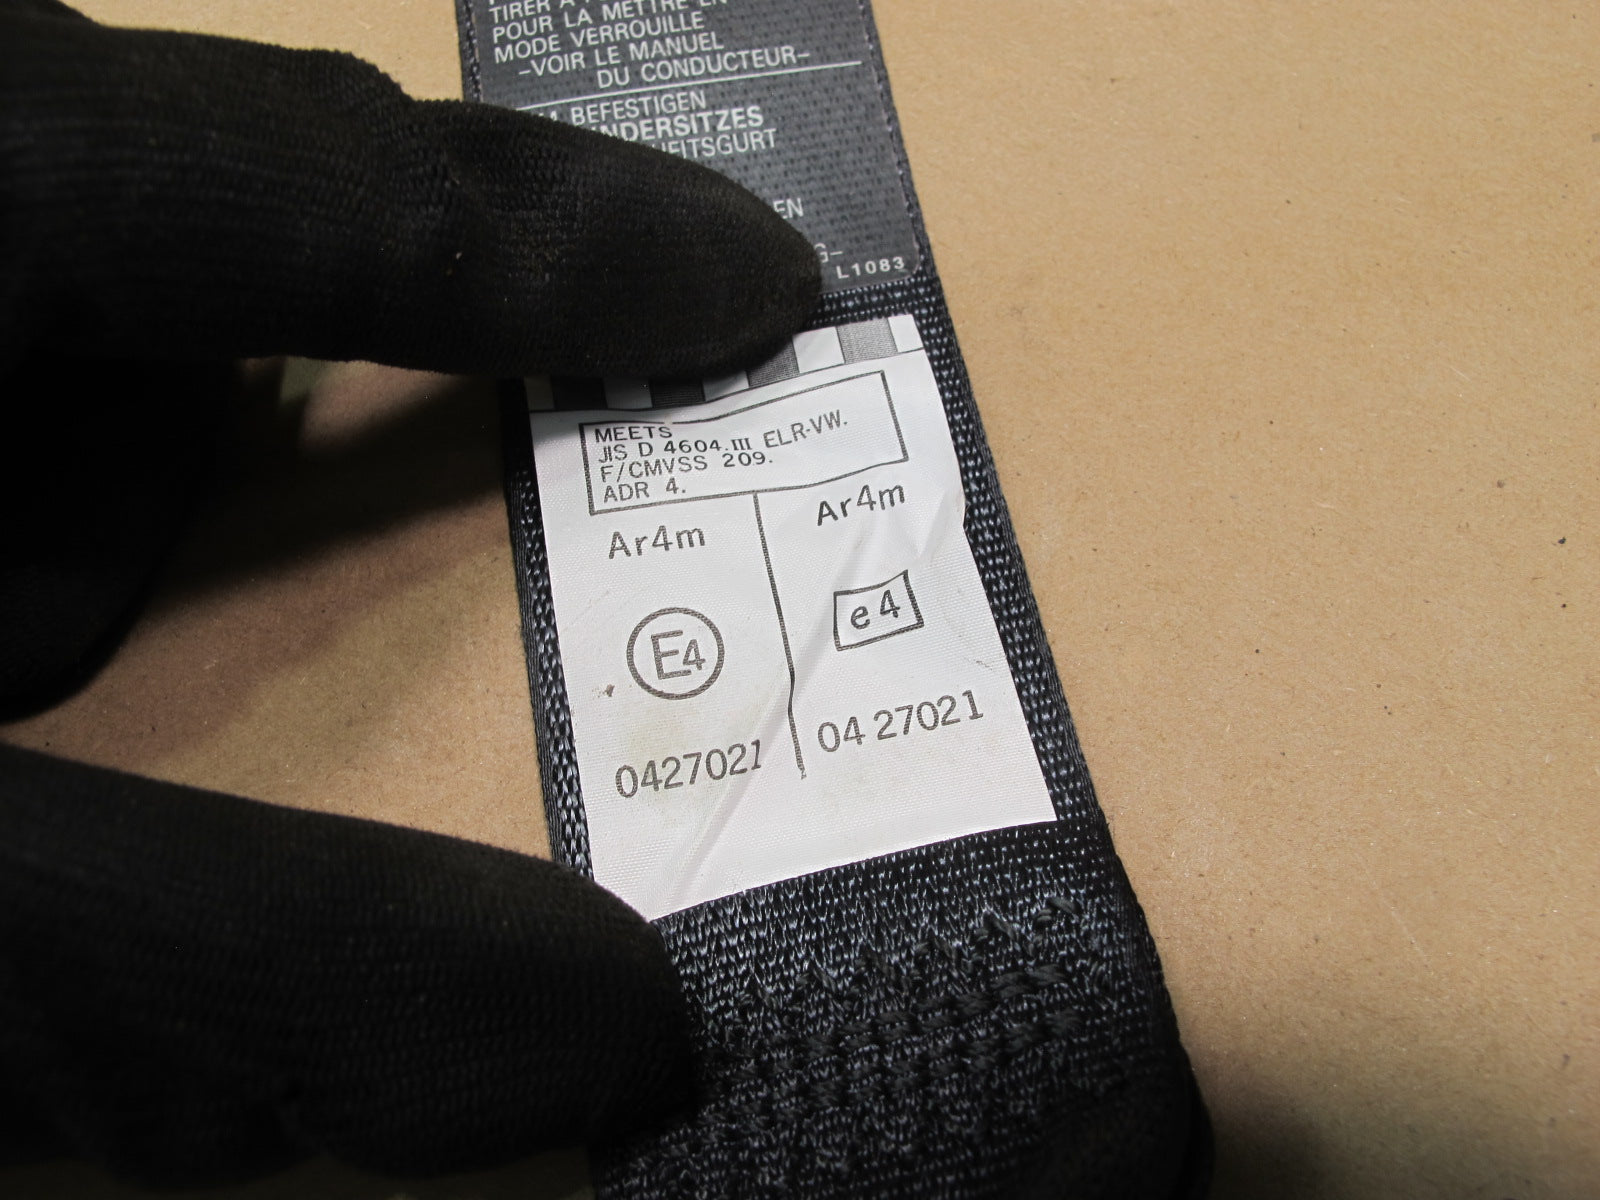 TIRER A
POUR LA METTRE EN
MODE VERROUILLE
-VOIR LE MANUEL
DU CONDUCTEUR-
BEFESTIGEN
NDERSITZES
HEITSGURT
EN
G-
L1083
MEETS
JIS D 4604.III ELR-VW.
F/CMVSS 209.
ADR 4.
Ar4m
E4
0427021
Ar4m
e4
04 27021